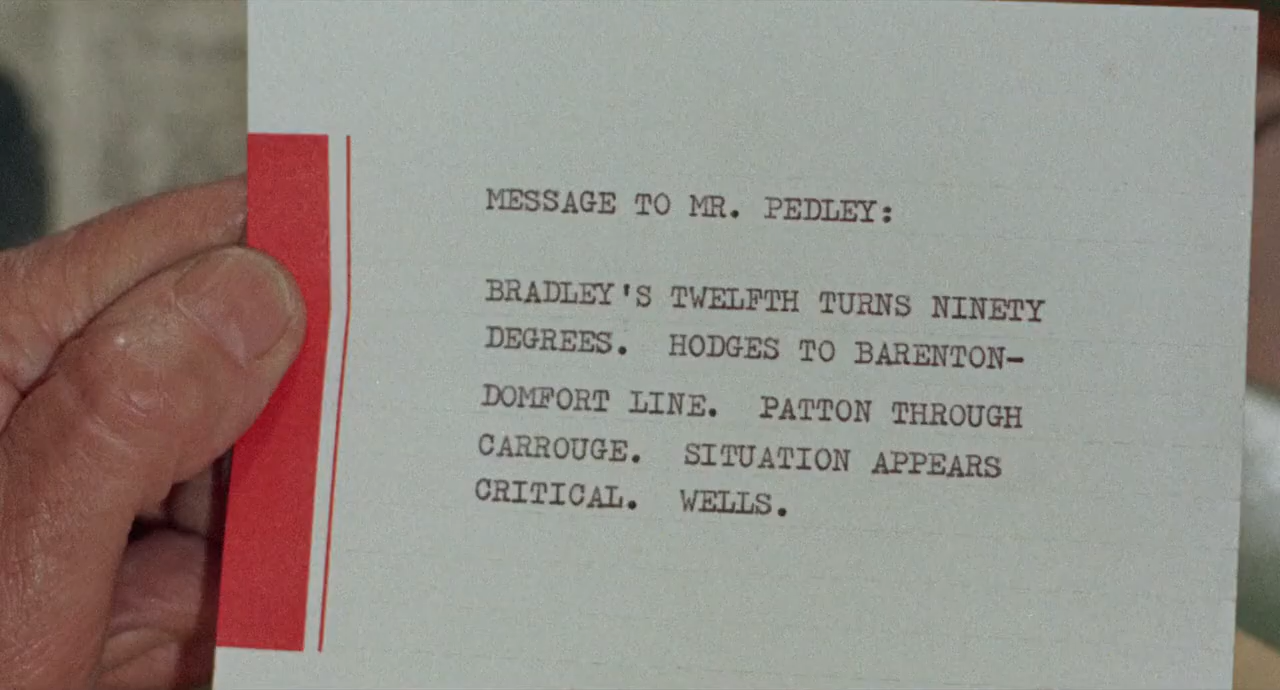 MESSAGE TO MR. PEDLEY:
BRADLEY'S TWELFTH TURNS NINETY
DEGREES. HODGES TO BARENTON-
DOMFORT LINE. PATTON THROUGH
CARROUGE. SITUATION APPEARS
CRITICAL. WELLS.